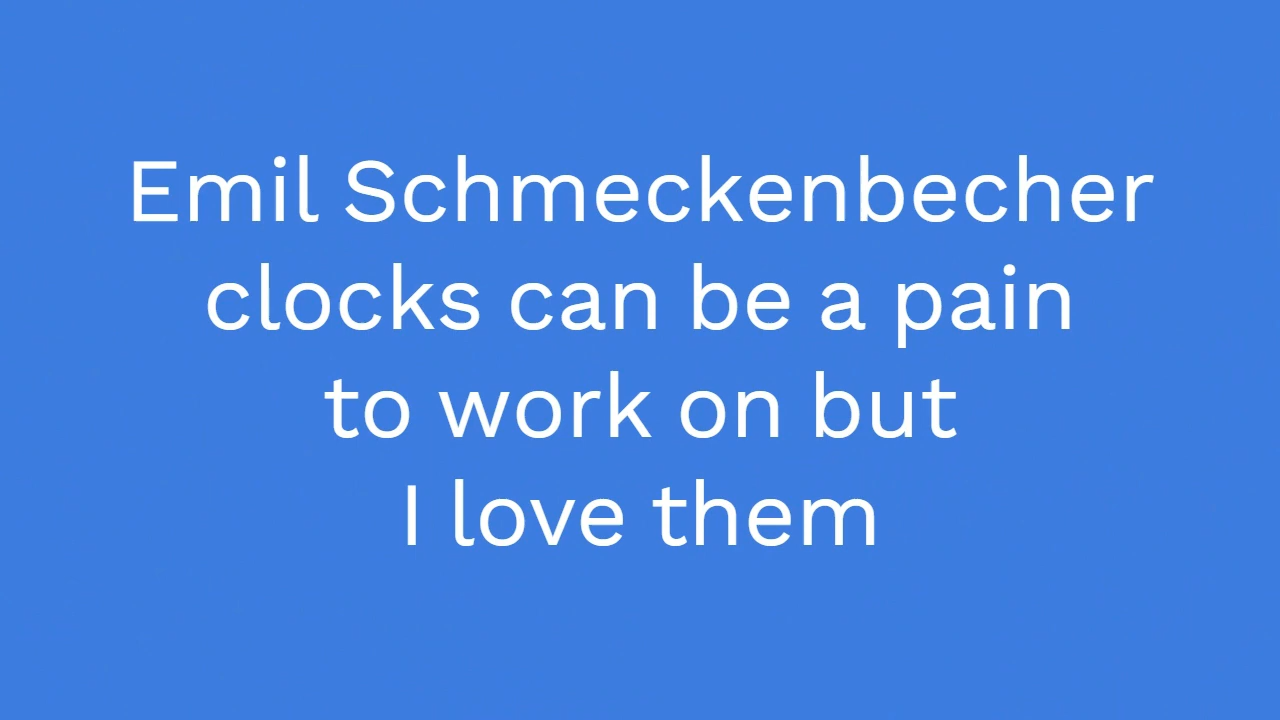 Emil Schmeckenbecher
clocks can be a pain
to work on but
I love them